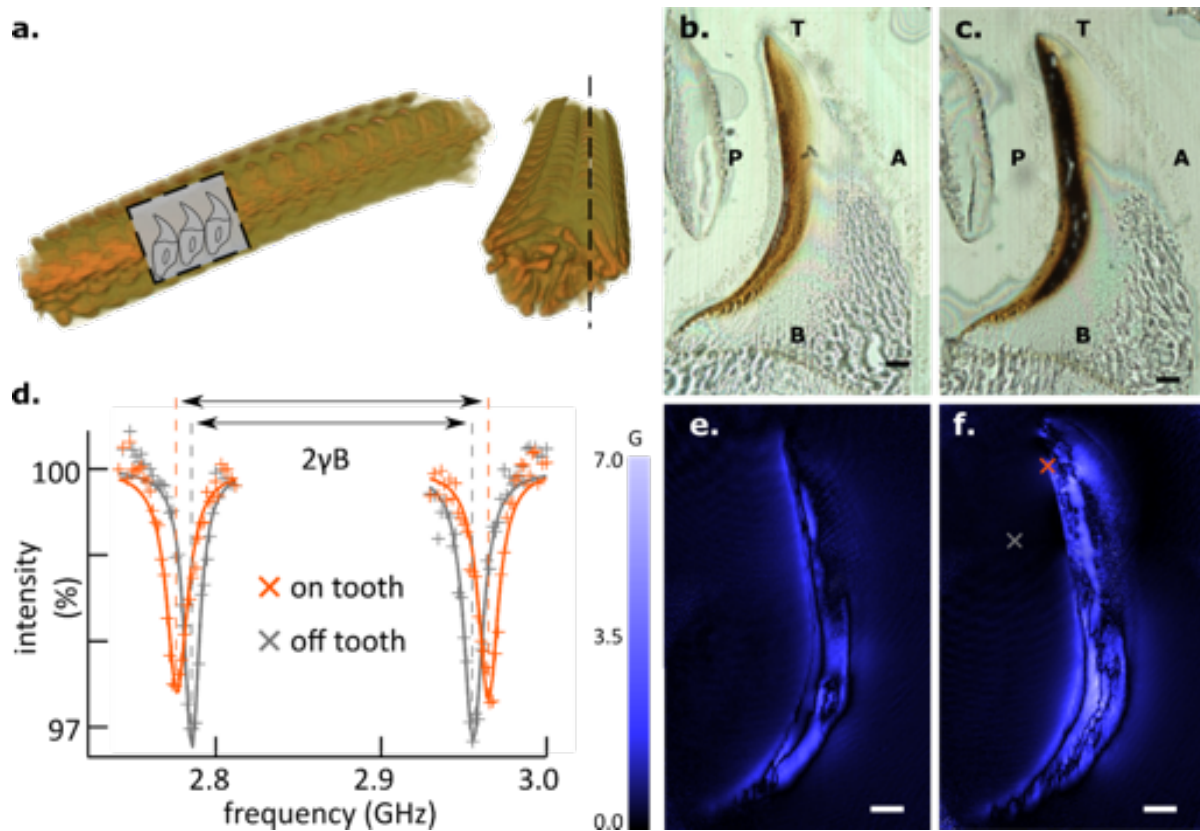 a.
b.
T
P
A
B
c.
T
P
A
B
d.
2γB
100
97
intensity
(%)
× on tooth
× off tooth
2.8
2.9
3.0
frequency (GHz)
G
7.0
3.5
0.0
e.
f.